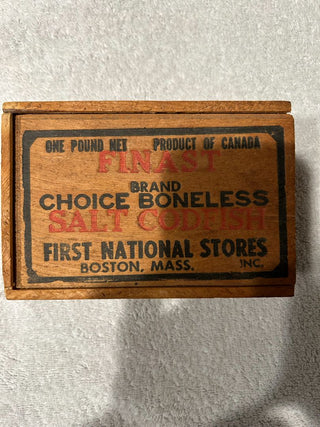 ONE POUND NET PRODUCT OF CANADA
FINAST
BRAND
CHOICE BONELESS
SALT CODFISH
FIRST NATIONAL STORES
BOSTON, MASS. INC.